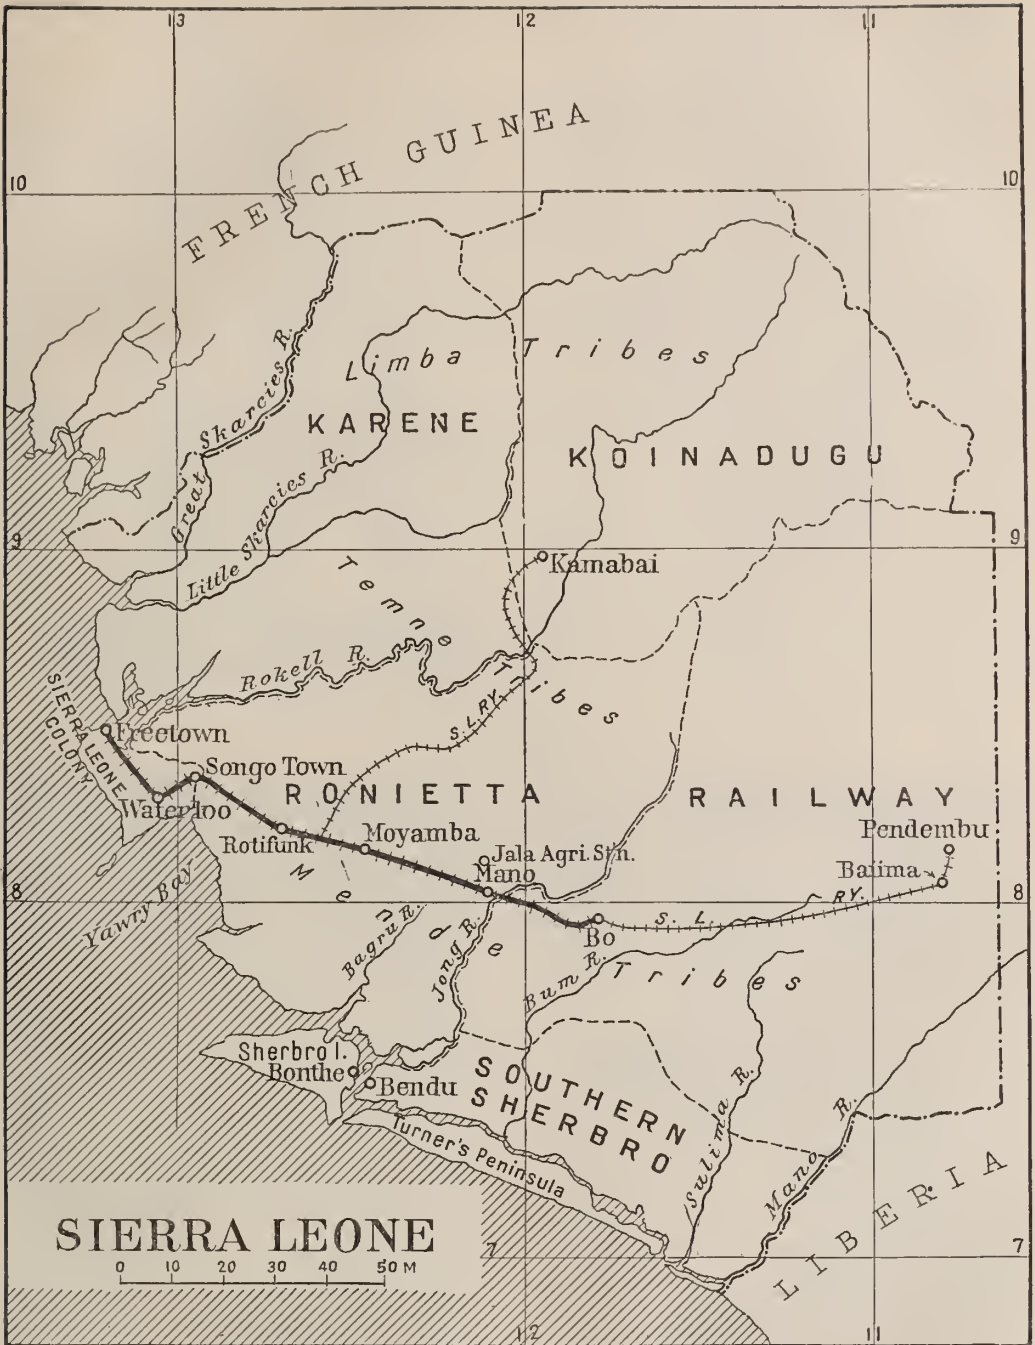 13
12
11
FRENCH GUINEA
10
10
Great Skarcies R.
Limba Tribes
KARENE
KOINADUGU
Little Skarcies R.
9
9
Kamabai
Temne Tribes
Rokell R.
S.L.RY.
SIERRA LEONE
COLONY
Freetown
Songo Town
Waterloo
RONIETTA
RAILWAY
Rotifunk
Moyamba
Pendembu
Jala Agri. Stn.
Mano
Baiima
8
8
Yawry Bay
Mende Tribes
Bagru R.
Jong R.
Bo
S. L. RY.
Bum R.
Sherbro I.
Bonthe
Bendu
SOUTHERN
SHERBRO
Turner's Peninsula
Sulima R.
Mano R.
LIBERIA
SIERRA LEONE
0 10 20 30 40 50 M
7
7
12
11